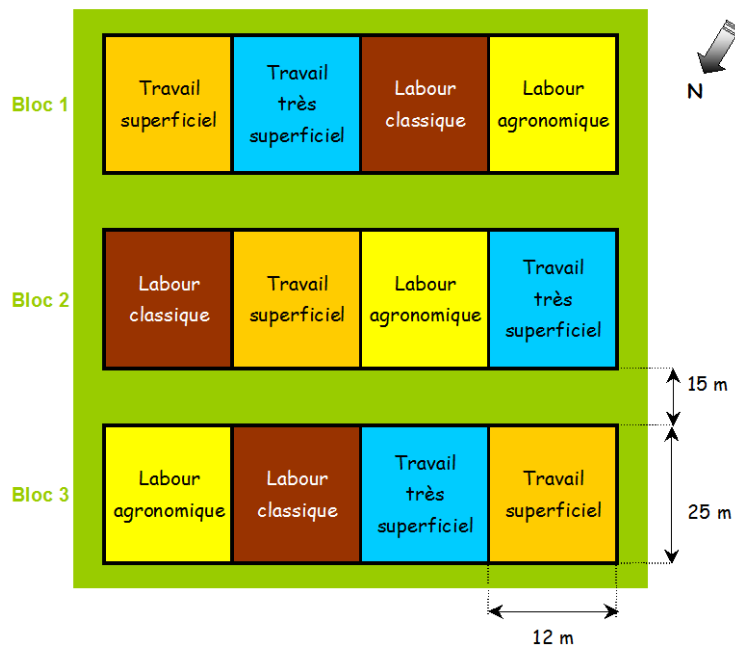 N
Bloc 1
Travail
superficiel
Travail
très
superficiel
Labour
classique
Labour
agronomique
Bloc 2
Labour
classique
Travail
superficiel
Labour
agronomique
Travail
très
superficiel
15 m
Bloc 3
Labour
agronomique
Labour
classique
Travail
très
superficiel
Travail
superficiel
25 m
12 m